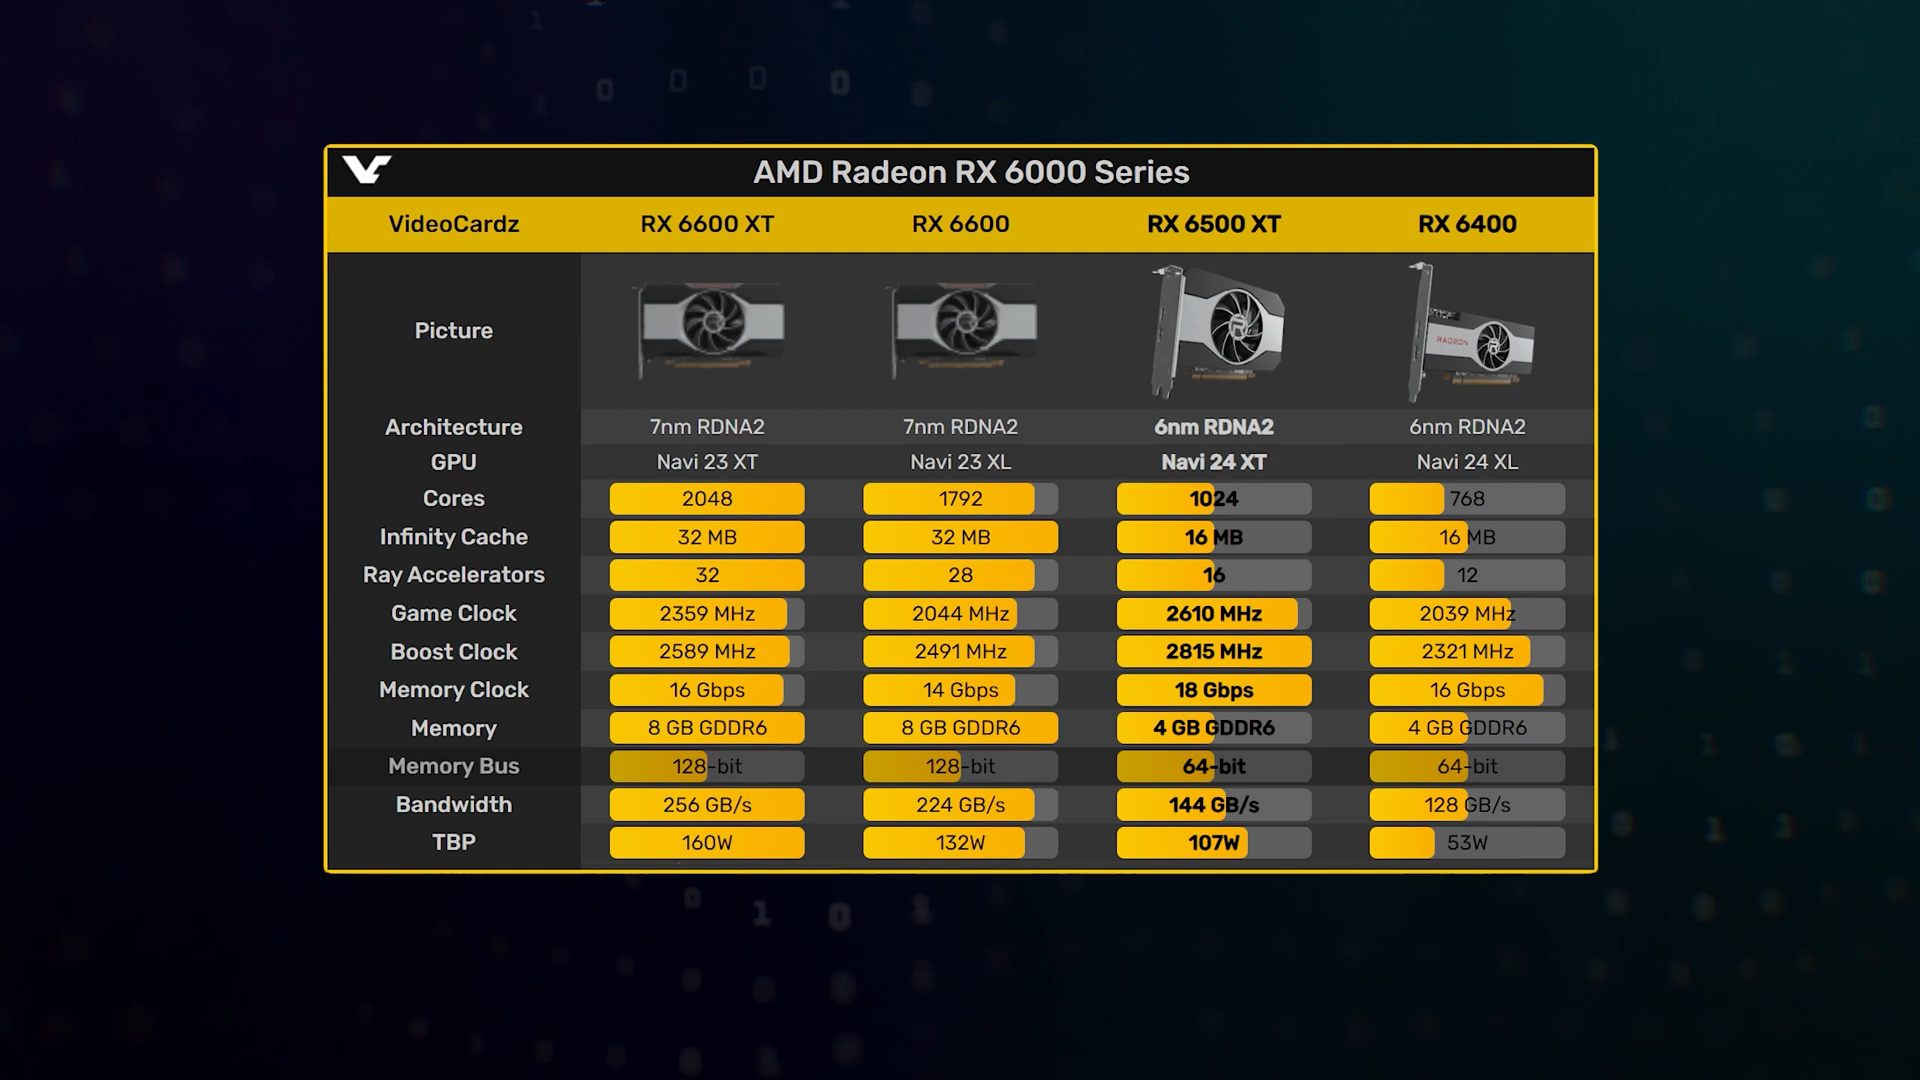 AMD Radeon RX 6000 Series
VideoCardz RX 6600 XT RX 6600 RX 6500 XT RX 6400
Picture
RADEON
Architecture 7nm RDNA2 7nm RDNA2 6nm RDNA2 6nm RDNA2
GPU Navi 23 XT Navi 23 XL Navi 24 XT Navi 24 XL
Cores 2048 1792 1024 768
Infinity Cache 32 MB 32 MB 16 MB 16 MB
Ray Accelerators 32 28 16 12
Game Clock 2359 MHz 2044 MHz 2610 MHz 2039 MHz
Boost Clock 2589 MHz 2491 MHz 2815 MHz 2321 MHz
Memory Clock 16 Gbps 14 Gbps 18 Gbps 16 Gbps
Memory 8 GB GDDR6 8 GB GDDR6 4 GB GDDR6 4 GB GDDR6
Memory Bus 128-bit 128-bit 64-bit 64-bit
Bandwidth 256 GB/s 224 GB/s 144 GB/s 128 GB/s
TBP 160W 132W 107W 53W